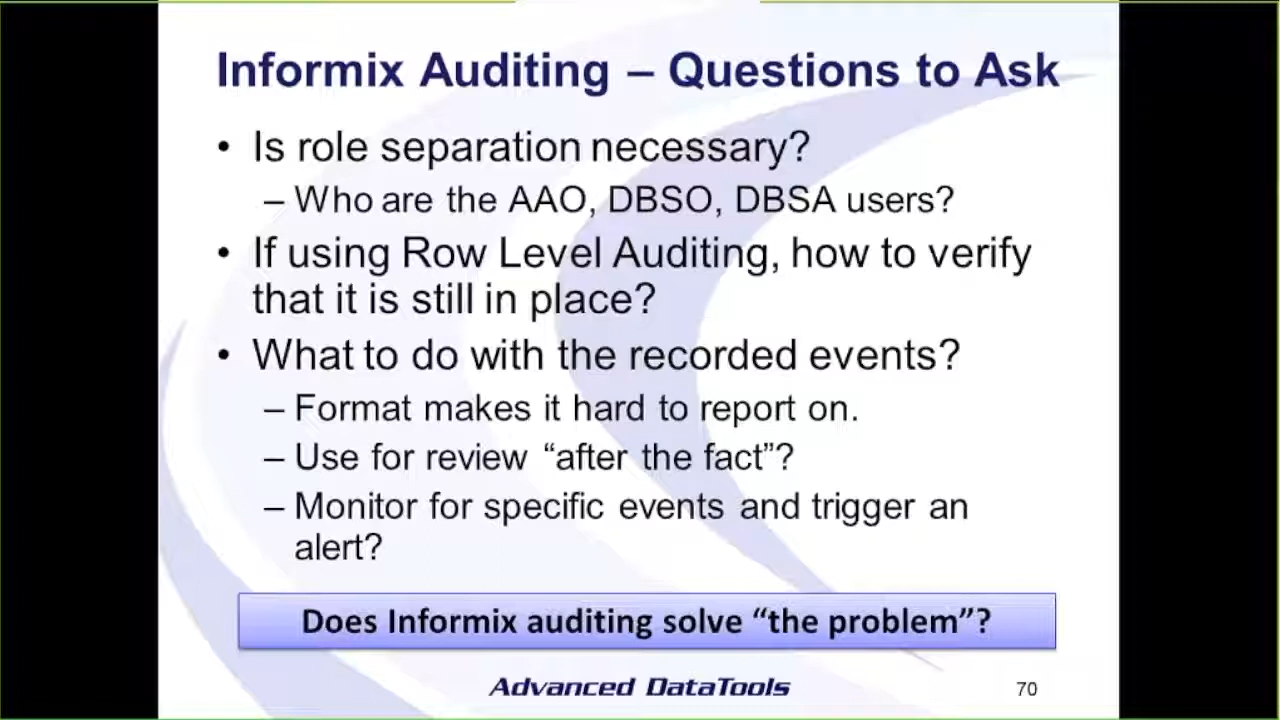 Informix Auditing – Questions to Ask
• Is role separation necessary?
– Who are the AAO, DBSO, DBSA users?
• If using Row Level Auditing, how to verify
that it is still in place?
• What to do with the recorded events?
– Format makes it hard to report on.
– Use for review “after the fact”?
– Monitor for specific events and trigger an
alert?
Does Informix auditing solve “the problem”?
Advanced DataTools
70